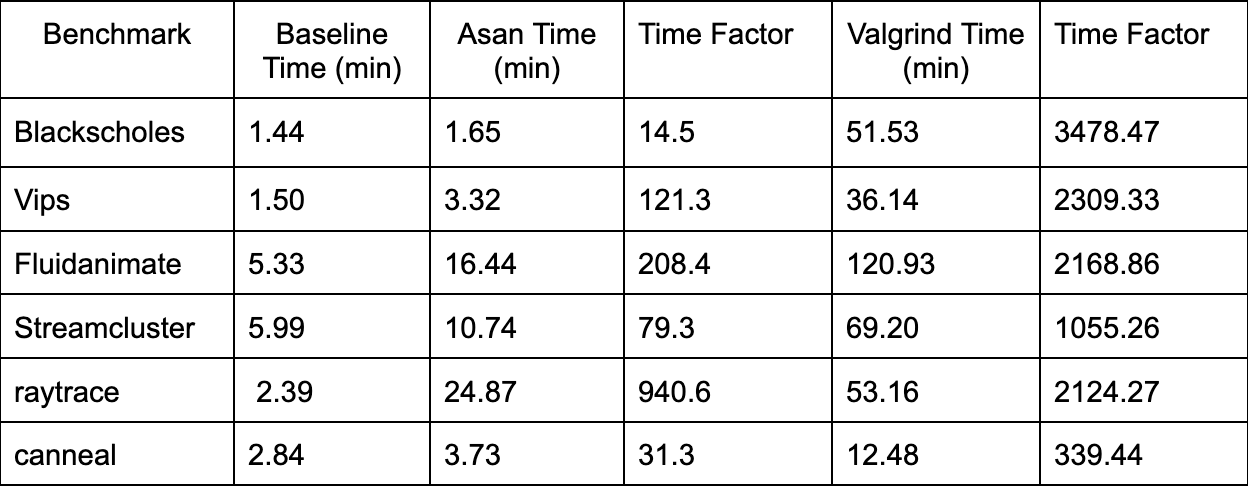 Benchmark Baseline Time (min) Asan Time (min) Time Factor Valgrind Time (min) Time Factor
Blackscholes 1.44 1.65 14.5 51.53 3478.47
Vips 1.50 3.32 121.3 36.14 2309.33
Fluidanimate 5.33 16.44 208.4 120.93 2168.86
Streamcluster 5.99 10.74 79.3 69.20 1055.26
raytrace 2.39 24.87 940.6 53.16 2124.27
canneal 2.84 3.73 31.3 12.48 339.44